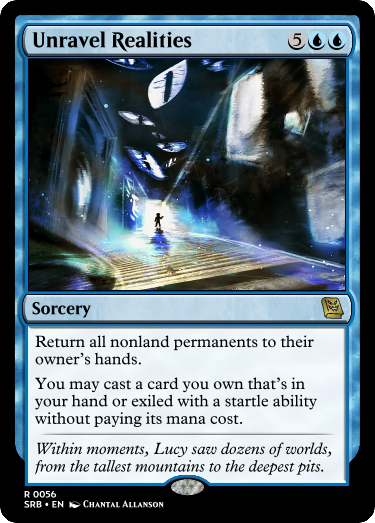 Unravel Realities 5
Sorcery
Return all nonland permanents to their
owner's hands.
You may cast a card you own that's in
your hand or exiled with a startle ability
without paying its mana cost.
Within moments, Lucy saw dozens of worlds,
from the tallest mountains to the deepest pits.
R 0056
SRB • EN Chantal Allanson